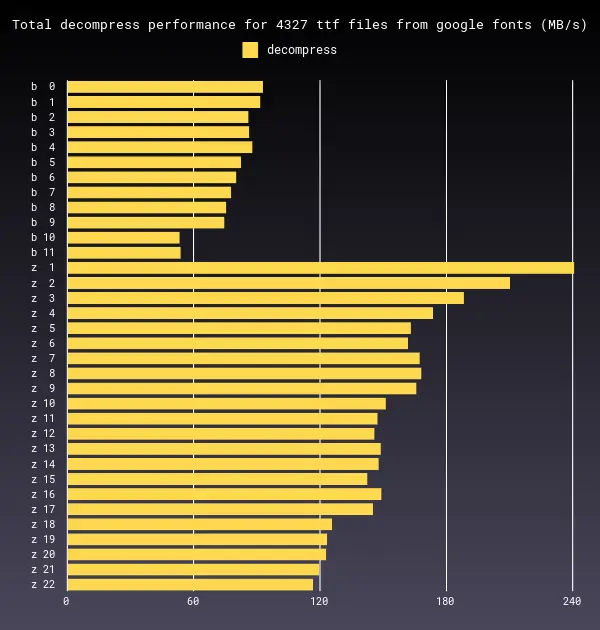 Total decompress performance for 4327 ttf files from google fonts (MB/s)
decompress
b 0
b 1
b 2
b 3
b 4
b 5
b 6
b 7
b 8
b 9
b 10
b 11
z 1
z 2
z 3
z 4
z 5
z 6
z 7
z 8
z 9
z 10
z 11
z 12
z 13
z 14
z 15
z 16
z 17
z 18
z 19
z 20
z 21
z 22
0 60 120 180 240